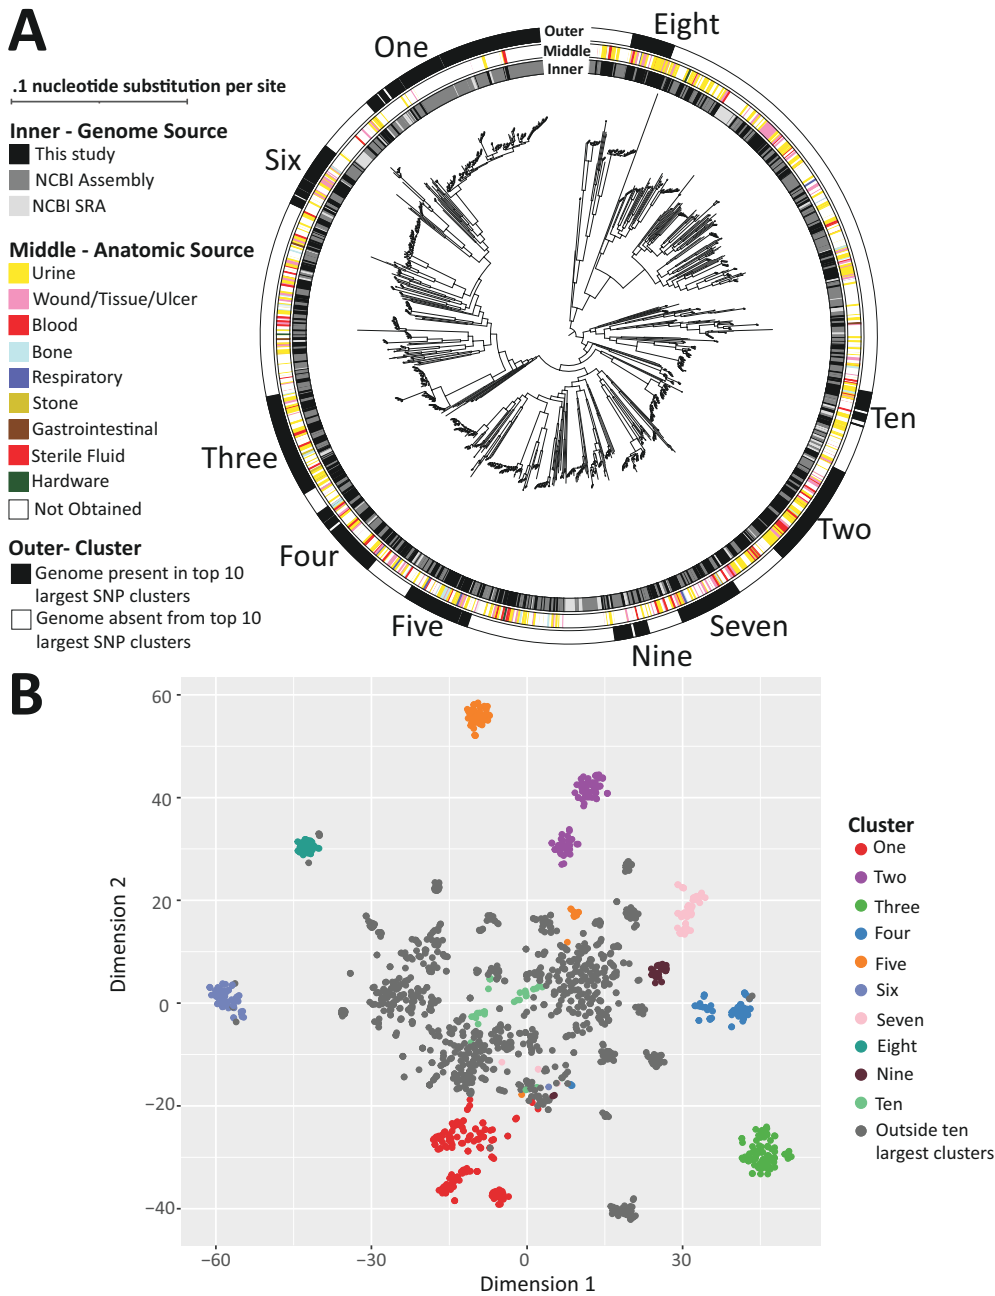 A
.1 nucleotide substitution per site
Inner - Genome Source
This study
NCBI Assembly
NCBI SRA
Middle - Anatomic Source
Urine
Wound/Tissue/Ulcer
Blood
Bone
Respiratory
Stone
Gastrointestinal
Sterile Fluid
Hardware
Not Obtained
Outer- Cluster
Genome present in top 10
largest SNP clusters
Genome absent from top 10
largest SNP clusters
Outer
Middle
Inner
One
Eight
Six
Ten
Three
Two
Four
Five
Seven
Nine
B
60
40
20
0
−20
−40
Dimension 2
−60
−30
0
30
Dimension 1
Cluster
One
Two
Three
Four
Five
Six
Seven
Eight
Nine
Ten
Outside ten
largest clusters